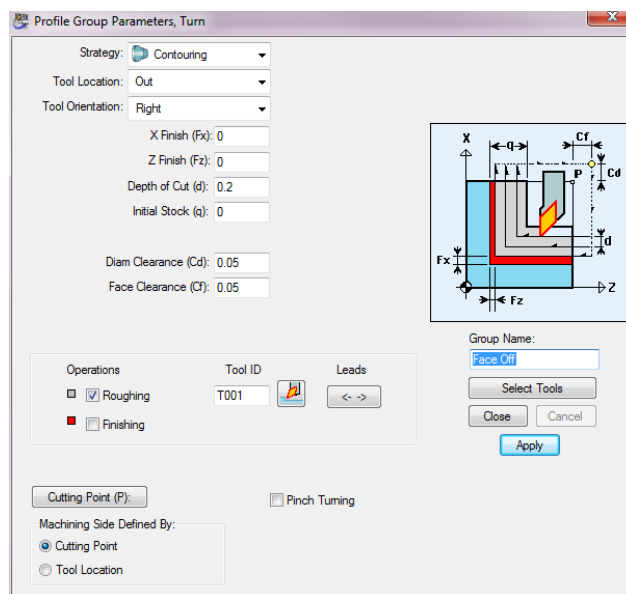 Profile Group Parameters, Turn
Strategy: Contouring
Tool Location: Out
Tool Orientation: Right
X Finish (Fx): 0
Z Finish (Fz): 0
Depth of Cut (d): 0.2
Initial Stock (q): 0
Diam Clearance (Cd): 0.05
Face Clearance (Cf): 0.05
X
q
Cf
P
Cd
d
Fx
Fz
Z
Group Name:
Face Off
Select Tools
Close Cancel
Apply
Operations Tool ID Leads
Roughing T001 <- ->
Finishing
Cutting Point (P): Pinch Turning
Machining Side Defined By:
Cutting Point
Tool Location